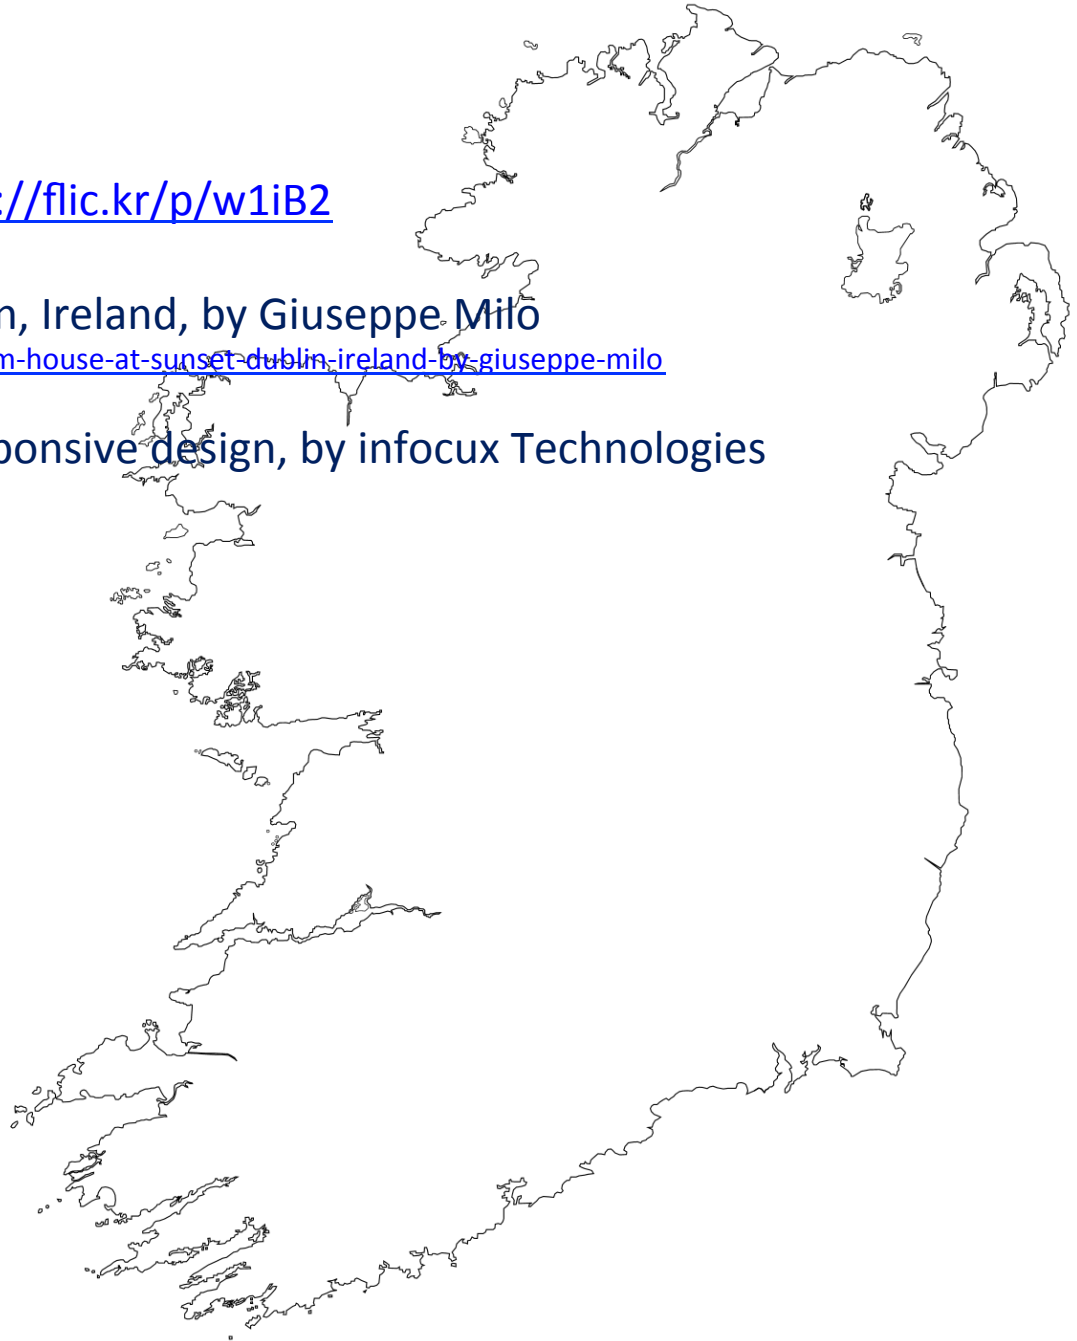 ://flic.kr/p/w1iB2
n, Ireland, by Giuseppe Milo
m-house-at-sunset-dublin-ireland-by-giuseppe-milo
ponsive design, by infocux Technologies